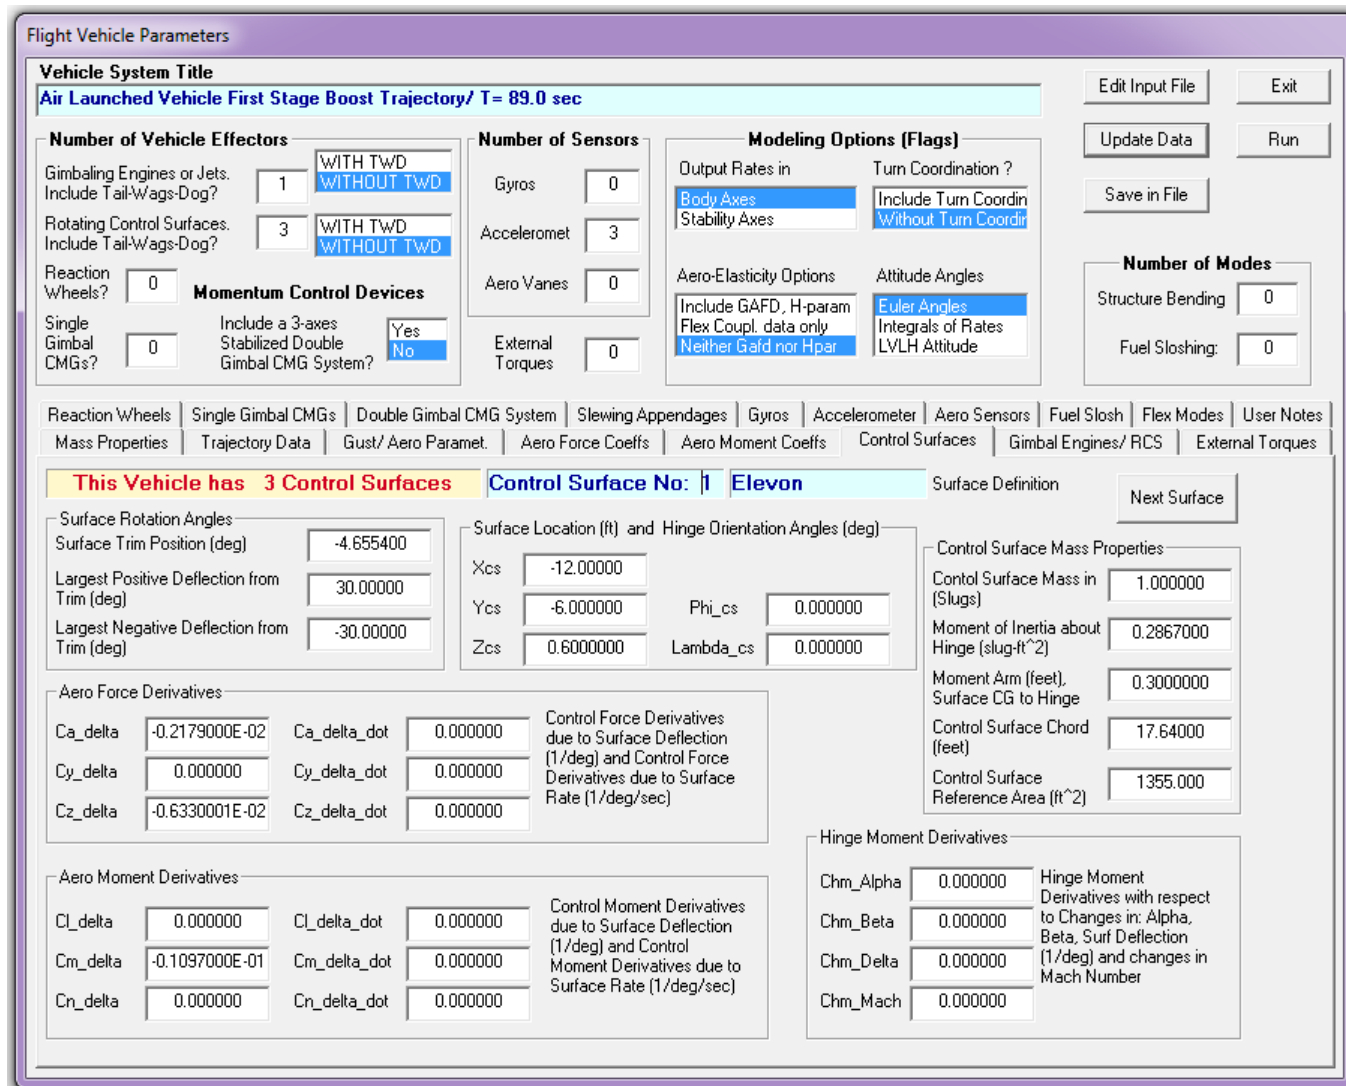 Flight Vehicle Parameters
Vehicle System Title
Air Launched Vehicle First Stage Boost Trajectory/ T= 89.0 sec
Edit Input File
Exit
Update Data
Run
Save in File
Number of Vehicle Effectors
Gimbaling Engines or Jets.
Include Tail-Wags-Dog?
1
WITH TWD
WITHOUT TWD
Rotating Control Surfaces.
Include Tail-Wags-Dog?
3
WITH TWD
WITHOUT TWD
Reaction
Wheels?
0
Momentum Control Devices
Single
Gimbal
CMGs?
0
Include a 3-axes
Stabilized Double
Gimbal CMG System?
Yes
No
Number of Sensors
Gyros
0
Acceleromet
3
Aero Vanes
0
External
Torques
0
Modeling Options (Flags)
Output Rates in
Body Axes
Stability Axes
Turn Coordination ?
Include Turn Coordin
Without Turn Coordin
Aero-Elasticity Options
Include GAFD, H-param
Flex Coupl. data only
Neither Gafd nor Hpar
Attitude Angles
Euler Angles
Integrals of Rates
LVLH Attitude
Number of Modes
Structure Bending
0
Fuel Sloshing:
0
Reaction Wheels
Single Gimbal CMGs
Double Gimbal CMG System
Slewing Appendages
Gyros
Accelerometer
Aero Sensors
Fuel Slosh
Flex Modes
User Notes
Mass Properties
Trajectory Data
Gust/ Aero Paramet.
Aero Force Coeffs
Aero Moment Coeffs
Control Surfaces
Gimbal Engines/ RCS
External Torques
This Vehicle has 3 Control Surfaces
Control Surface No: 1
Elevon
Surface Definition
Next Surface
Surface Rotation Angles
Surface Trim Position (deg)
-4.655400
Largest Positive Deflection from
Trim (deg)
30.00000
Largest Negative Deflection from
Trim (deg)
-30.00000
Surface Location (ft) and Hinge Orientation Angles (deg)
Xcs
-12.00000
Ycs
-6.000000
Phi_cs
0.000000
Zcs
0.6000000
Lambda_cs
0.000000
Control Surface Mass Properties
Contol Surface Mass in
(Slugs)
1.000000
Moment of Inertia about
Hinge (slug-ft^2)
0.2867000
Moment Arm (feet),
Surface CG to Hinge
0.3000000
Control Surface Chord
(feet)
17.64000
Control Surface
Reference Area (ft^2)
1355.000
Aero Force Derivatives
Ca_delta
-0.2179000E-02
Ca_delta_dot
0.000000
Cy_delta
0.000000
Cy_delta_dot
0.000000
Cz_delta
-0.6330001E-02
Cz_delta_dot
0.000000
Control Force Derivatives
due to Surface Deflection
(1/deg) and Control Force
Derivatives due to Surface
Rate (1/deg/sec)
Aero Moment Derivatives
Cl_delta
0.000000
Cl_delta_dot
0.000000
Cm_delta
-0.1097000E-01
Cm_delta_dot
0.000000
Cn_delta
0.000000
Cn_delta_dot
0.000000
Control Moment Derivatives
due to Surface Deflection
(1/deg) and Control
Moment Derivatives due to
Surface Rate (1/deg/sec)
Hinge Moment Derivatives
Chm_Alpha
0.000000
Chm_Beta
0.000000
Chm_Delta
0.000000
Chm_Mach
0.000000
Hinge Moment
Derivatives with respect
to Changes in: Alpha,
Beta, Surf Deflection
(1/deg) and changes in
Mach Number